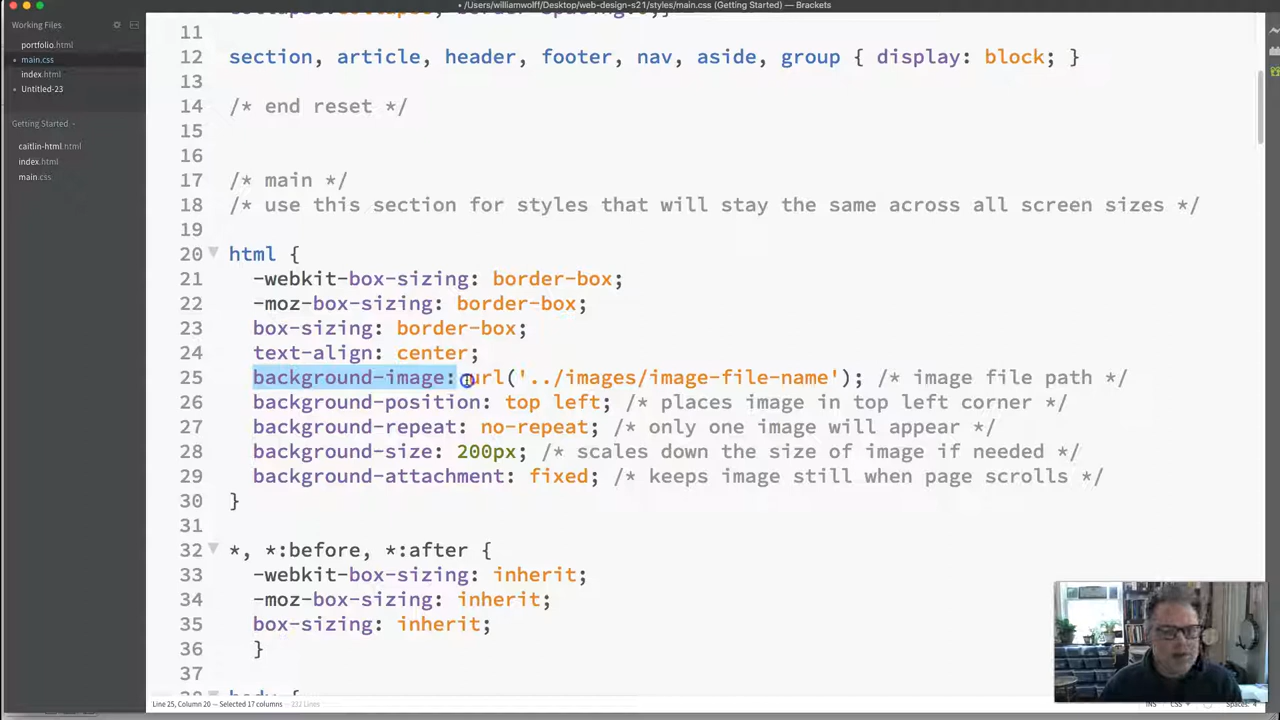 • /Users/williamwolff/Desktop/web-design-s21/styles/main.css (Getting Started) — Brackets
Working Files
portfolio.html
• main.css
index.html
• Untitled-23
Getting Started
caitlin-html.html
index.html
main.css
11
12 section, article, header, footer, nav, aside, group { display: block; }
13
14 /* end reset */
15
16
17 /* main */
18 /* use this section for styles that will stay the same across all screen sizes */
19
20 html {
21 -webkit-box-sizing: border-box;
22 -moz-box-sizing: border-box;
23 box-sizing: border-box;
24 text-align: center;
25 background-image: url('../images/image-file-name'); /* image file path */
26 background-position: top left; /* places image in top left corner */
27 background-repeat: no-repeat; /* only one image will appear */
28 background-size: 200px; /* scales down the size of image if needed */
29 background-attachment: fixed; /* keeps image still when page scrolls */
30 }
31
32 *, *:before, *:after {
33 -webkit-box-sizing: inherit;
34 -moz-box-sizing: inherit;
35 box-sizing: inherit;
36 }
37
Line 25, Column 20 — Selected 17 columns — 232 Lines
INS CSS Spaces: 4